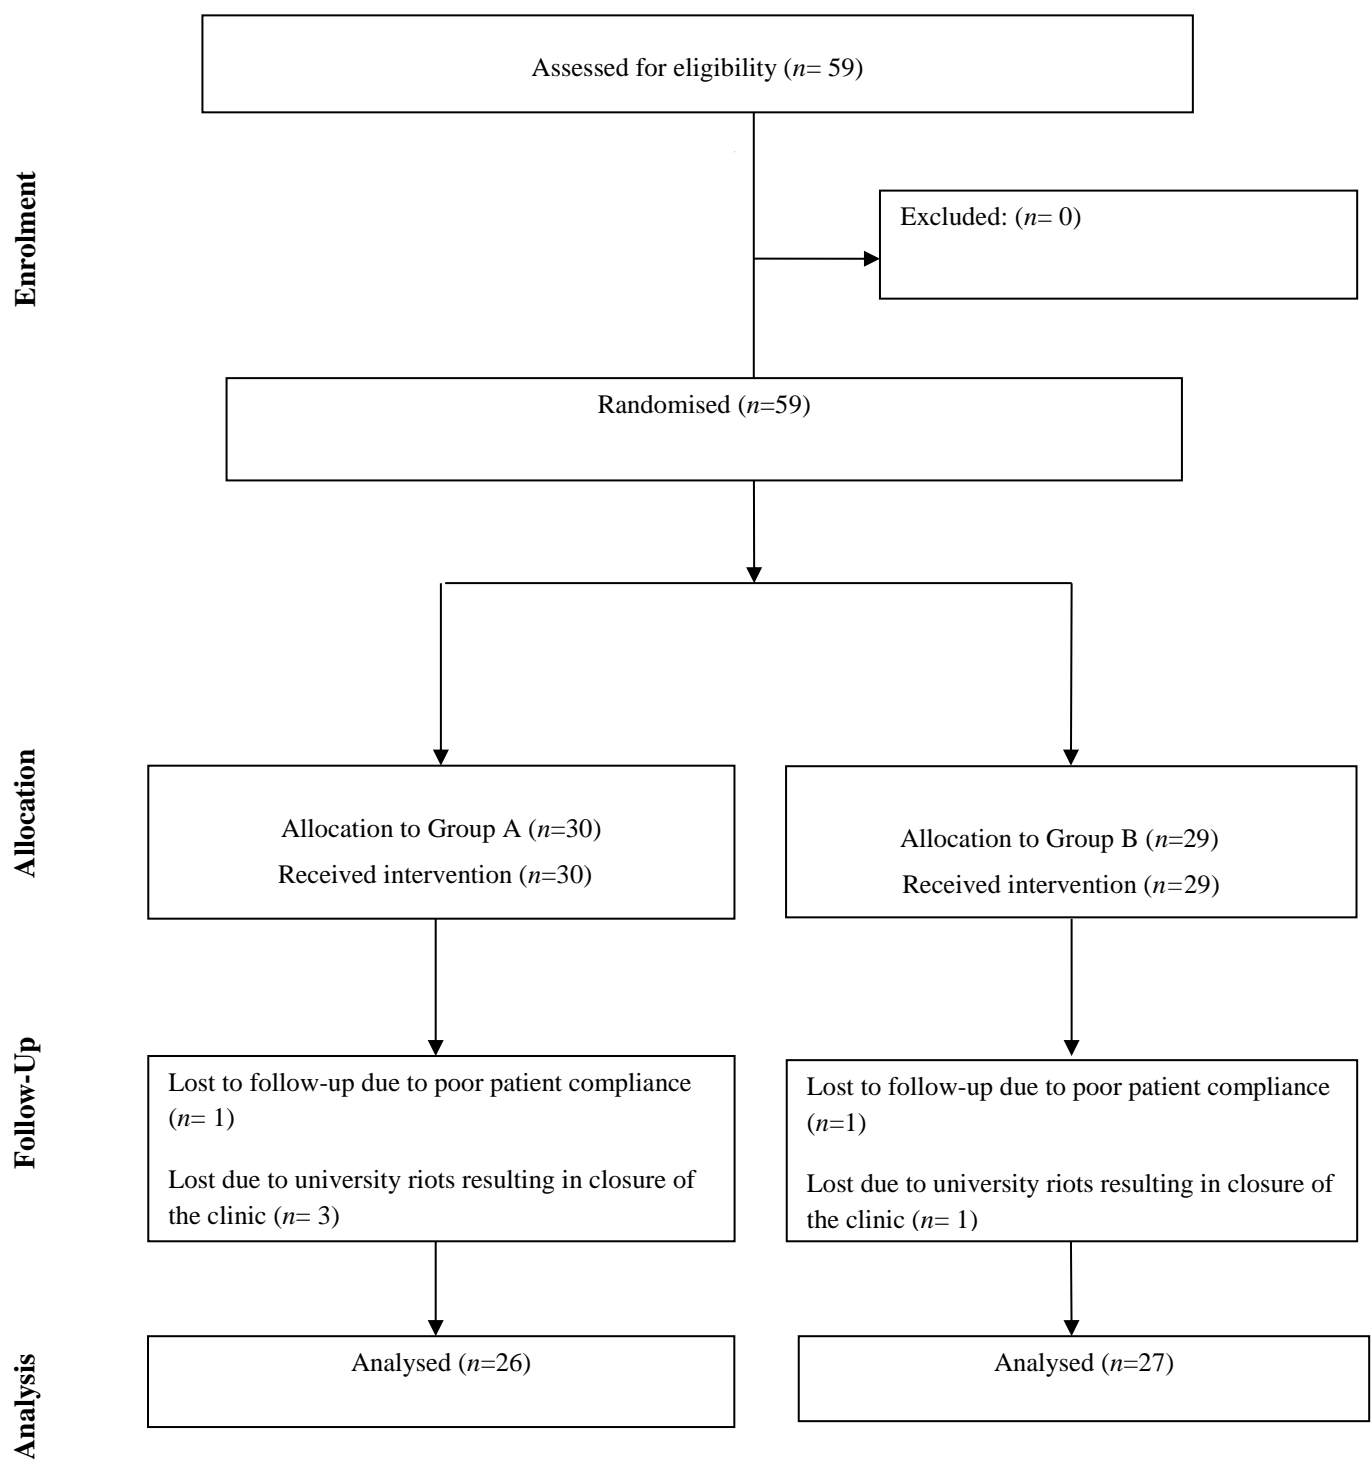 Assessed for eligibility (n= 59)
Enrolment
Excluded: (n= 0)
Randomised (n=59)
Allocation
Allocation to Group A (n=30)
Received intervention (n=30)
Allocation to Group B (n=29)
Received intervention (n=29)
Follow-Up
Lost to follow-up due to poor patient compliance
(n= 1)
Lost due to university riots resulting in closure of
the clinic (n= 3)
Lost to follow-up due to poor patient compliance
(n=1)
Lost due to university riots resulting in closure of
the clinic (n= 1)
Analysis
Analysed (n=26)
Analysed (n=27)